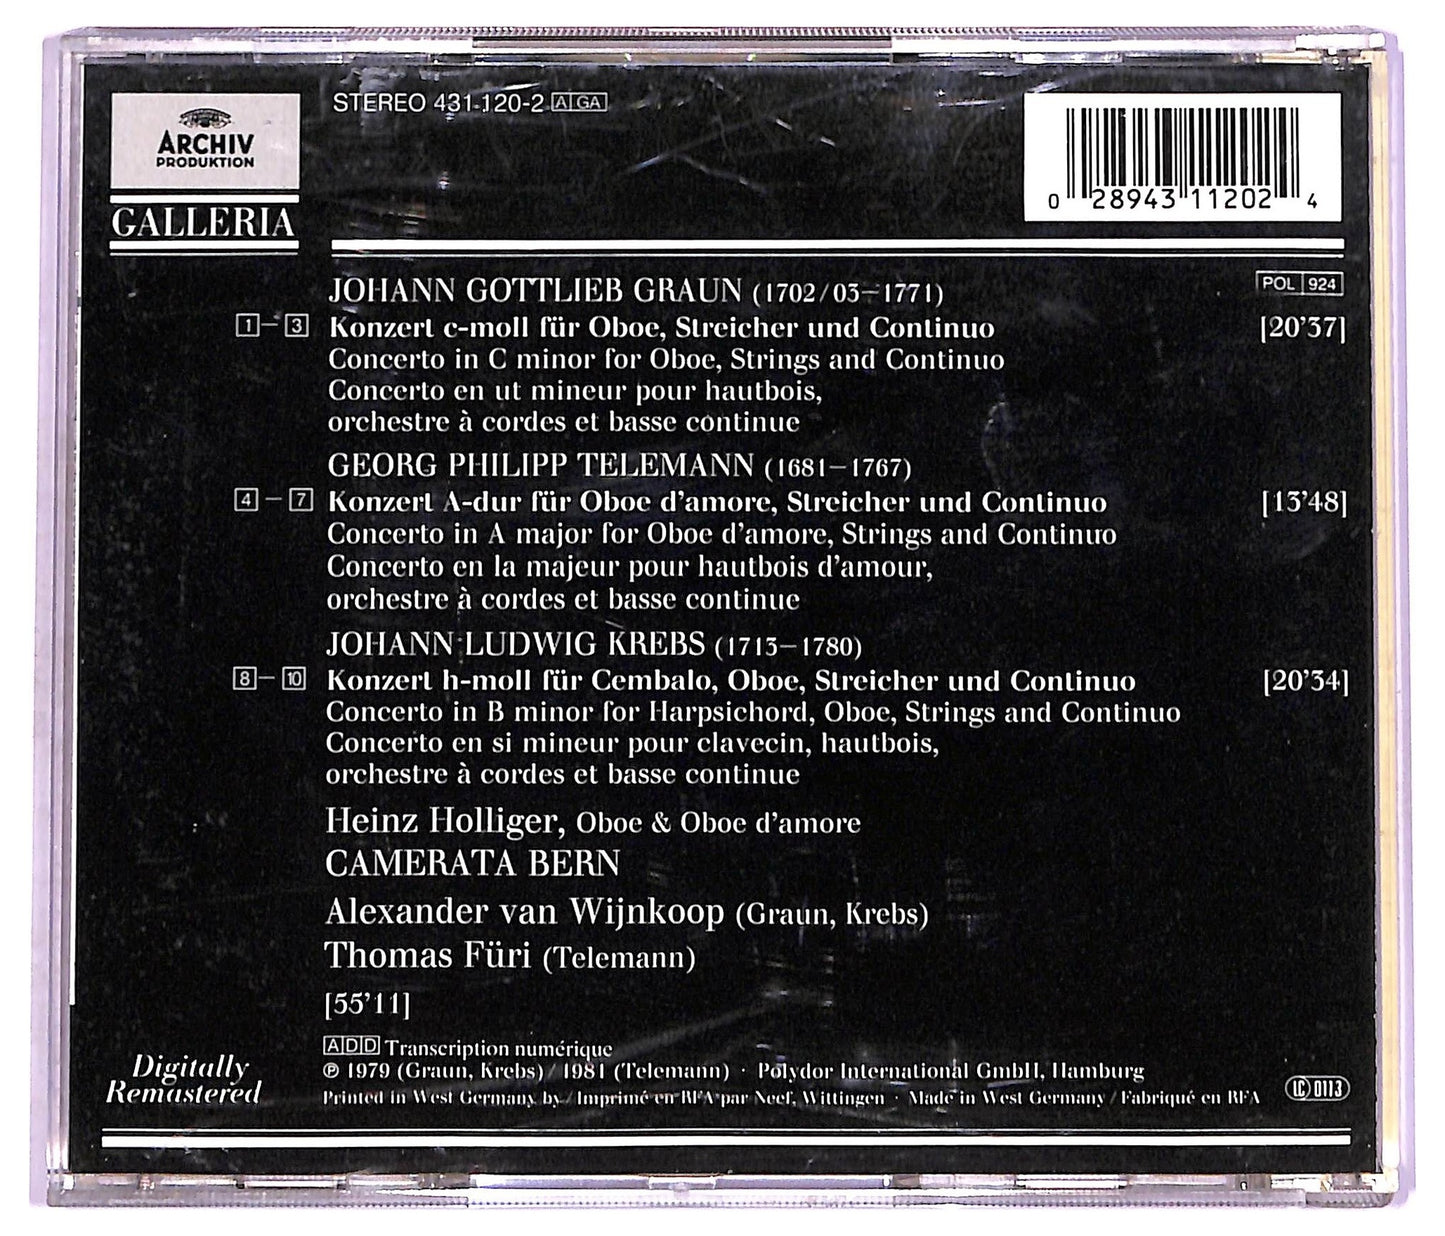 ARCHIV
PRODUKTION
GALLERIA
STEREO 431 120-2 A GA
0 28943 11202 4
POL 924
JOHANN GOTTLIEB GRAUN (1702/03–1771)
1–3 Konzert c-moll für Oboe, Streicher und Continuo [20'37]
Concerto in C minor for Oboe, Strings and Continuo
Concerto en ut mineur pour hautbois,
orchestre à cordes et basse continue
GEORG PHILIPP TELEMANN (1681–1767)
4–7 Konzert A-dur für Oboe d'amore, Streicher und Continuo [13'48]
Concerto in A major for Oboe d'amore, Strings and Continuo
Concerto en la majeur pour hautbois d'amour,
orchestre à cordes et basse continue
JOHANN LUDWIG KREBS (1713–1780)
8–10 Konzert h-moll für Cembalo, Oboe, Streicher und Continuo [20'34]
Concerto in B minor for Harpsichord, Oboe, Strings and Continuo
Concerto en si mineur pour clavecin, hautbois,
orchestre à cordes et basse continue
Heinz Holliger, Oboe & Oboe d'amore
CAMERATA BERN
Alexander van Wijnkoop (Graun, Krebs)
Thomas Füri (Telemann)
[55'11]
ADD Transcription numérique
℗ 1979 (Graun, Krebs) / 1981 (Telemann) · Polydor International GmbH, Hamburg
Printed in West Germany by / Imprimé en RFA par Neef, Wittingen · Made in West Germany / Fabriqué en RFA
Digitally
Remastered
LC 0113